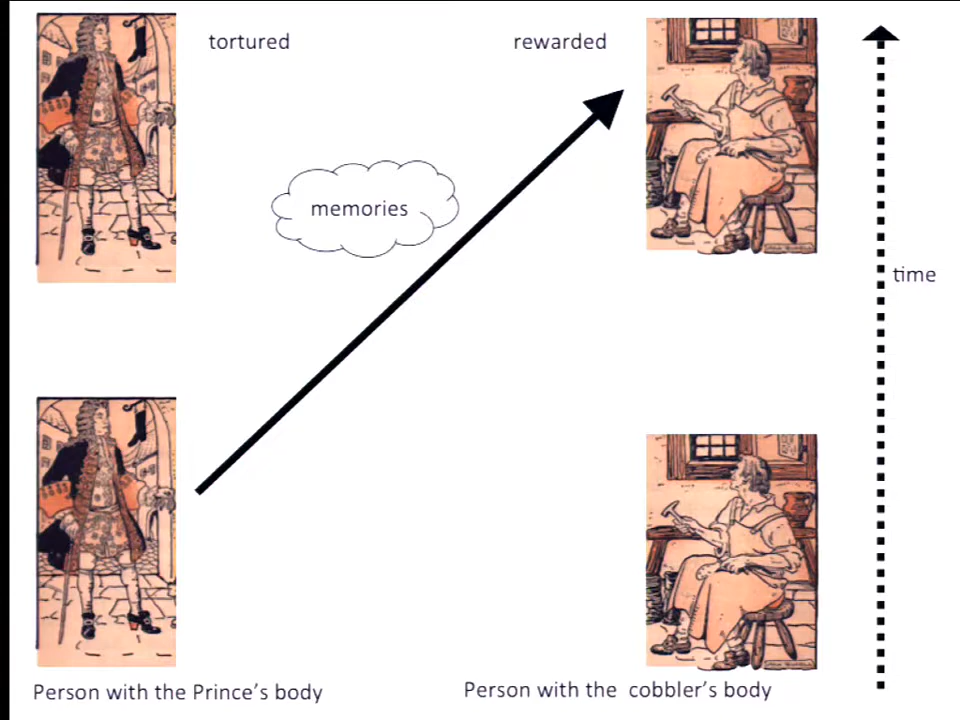 tortured
rewarded
memories
time
Person with the Prince's body
Person with the cobbler's body